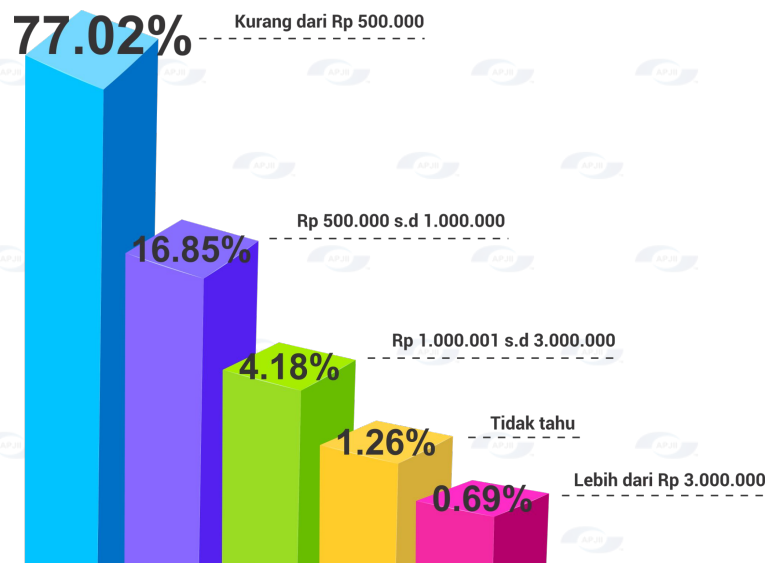 77.02%
Kurang dari Rp 500.000
16.85%
Rp 500.000 s.d 1.000.000
4.18%
Rp 1.000.001 s.d 3.000.000
1.26%
Tidak tahu
0.69%
Lebih dari Rp 3.000.000